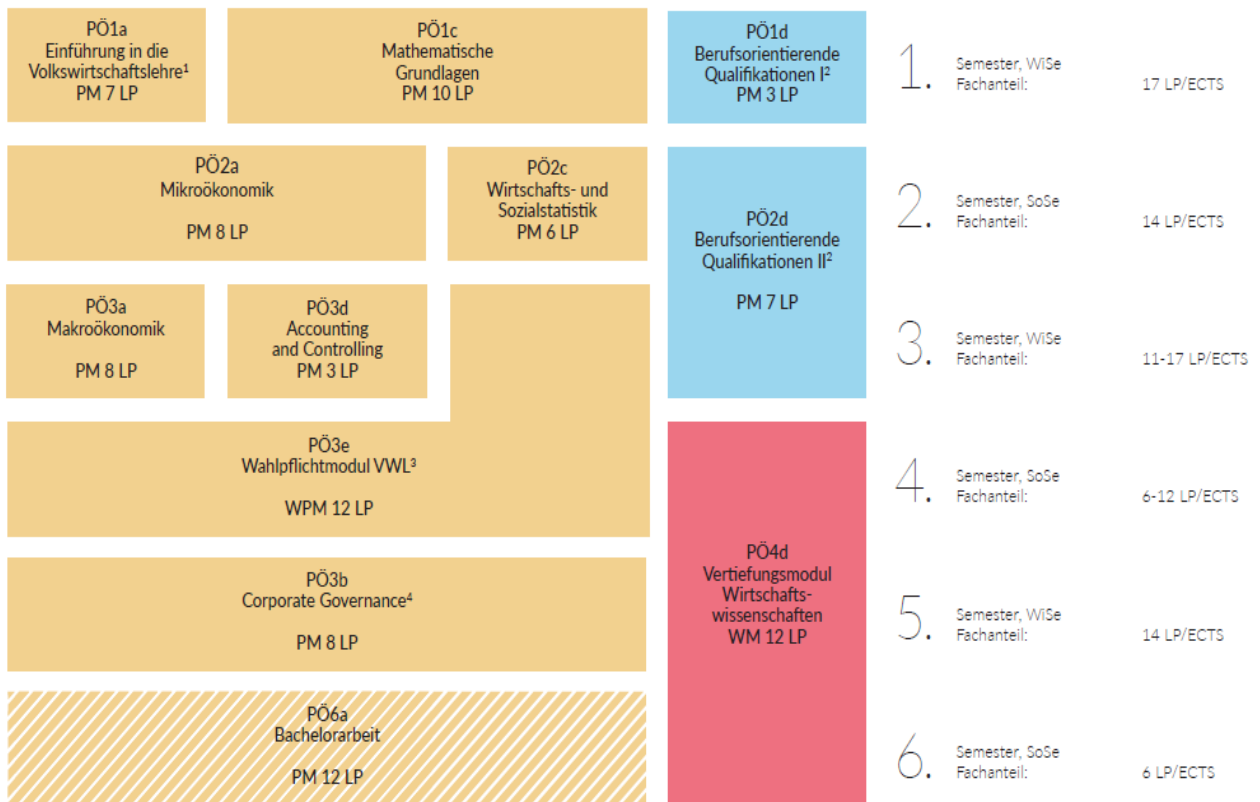 PÖ1a
Einführung in die
Volkswirtschaftslehre¹
PM 7 LP
PÖ1c
Mathematische
Grundlagen
PM 10 LP
PÖ1d
Berufsorientierende
Qualifikationen I²
PM 3 LP
1. Semester, WiSe
Fachanteil: 17 LP/ECTS
PÖ2a
Mikroökonomik
PM 8 LP
PÖ2c
Wirtschafts- und
Sozialstatistik
PM 6 LP
PÖ2d
Berufsorientierende
Qualifikationen II²
PM 7 LP
2. Semester, SoSe
Fachanteil: 14 LP/ECTS
PÖ3a
Makroökonomik
PM 8 LP
PÖ3d
Accounting
and Controlling
PM 3 LP
3. Semester, WiSe
Fachanteil: 11-17 LP/ECTS
PÖ3e
Wahlpflichtmodul VWL³
WPM 12 LP
4. Semester, SoSe
Fachanteil: 6-12 LP/ECTS
PÖ4d
Vertiefungsmodul
Wirtschafts-
wissenschaften
WM 12 LP
PÖ3b
Corporate Governance⁴
PM 8 LP
5. Semester, WiSe
Fachanteil: 14 LP/ECTS
PÖ6a
Bachelorarbeit
PM 12 LP
6. Semester, SoSe
Fachanteil: 6 LP/ECTS